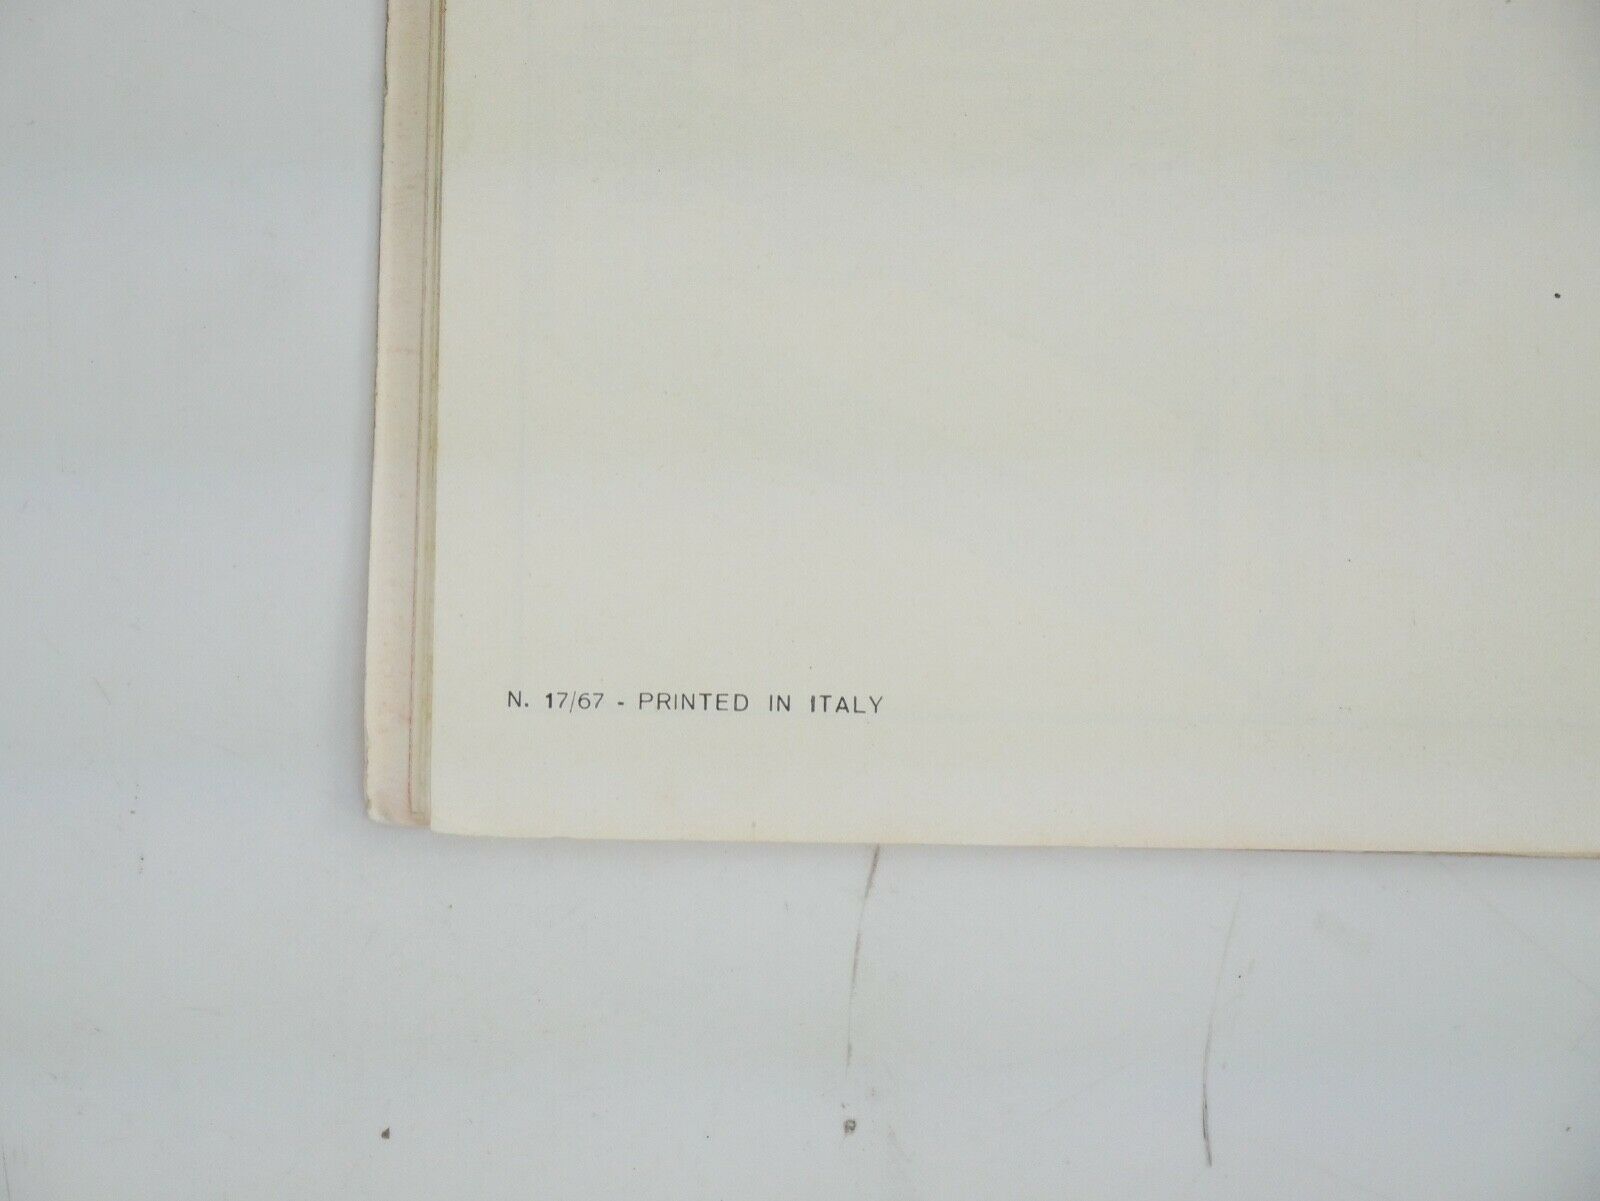 N. 17/67 - PRINTED IN ITALY